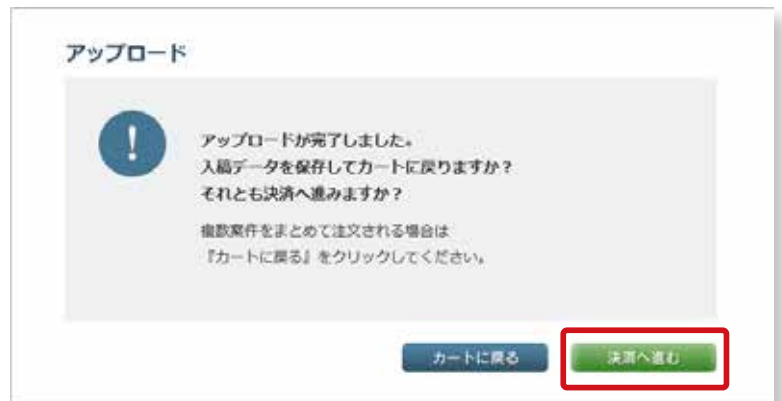 アップロード
アップロードが完了しました。
入稿データを保存してカートに戻りますか？
それとも決済へ進みますか？
複数案件をまとめて注文される場合は
『カートに戻る』をクリックしてください。
カートに戻る
決済へ進む